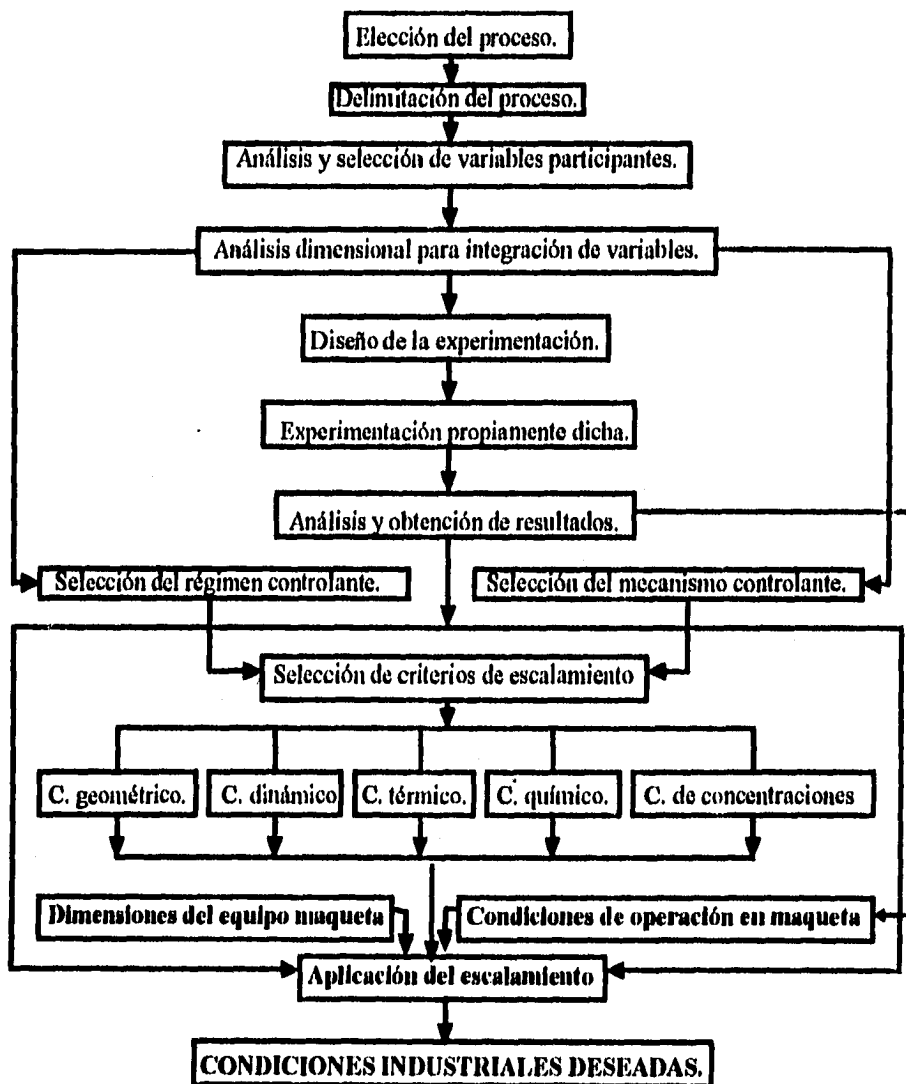 Elección del proceso.
Delimitación del proceso.
Análisis y selección de variables participantes.
Análisis dimensional para integración de variables.
Diseño de la experimentación.
Experimentación propiamente dicha.
Análisis y obtención de resultados.
Selección del régimen controlante.
Selección del mecanismo controlante.
Selección de criterios de escalamiento
C. geométrico.
C. dinámico
C. térmico.
C. químico.
C. de concentraciones
Dimensiones del equipo maqueta
Condiciones de operación en maqueta
Aplicación del escalamiento
CONDICIONES INDUSTRIALES DESEADAS.